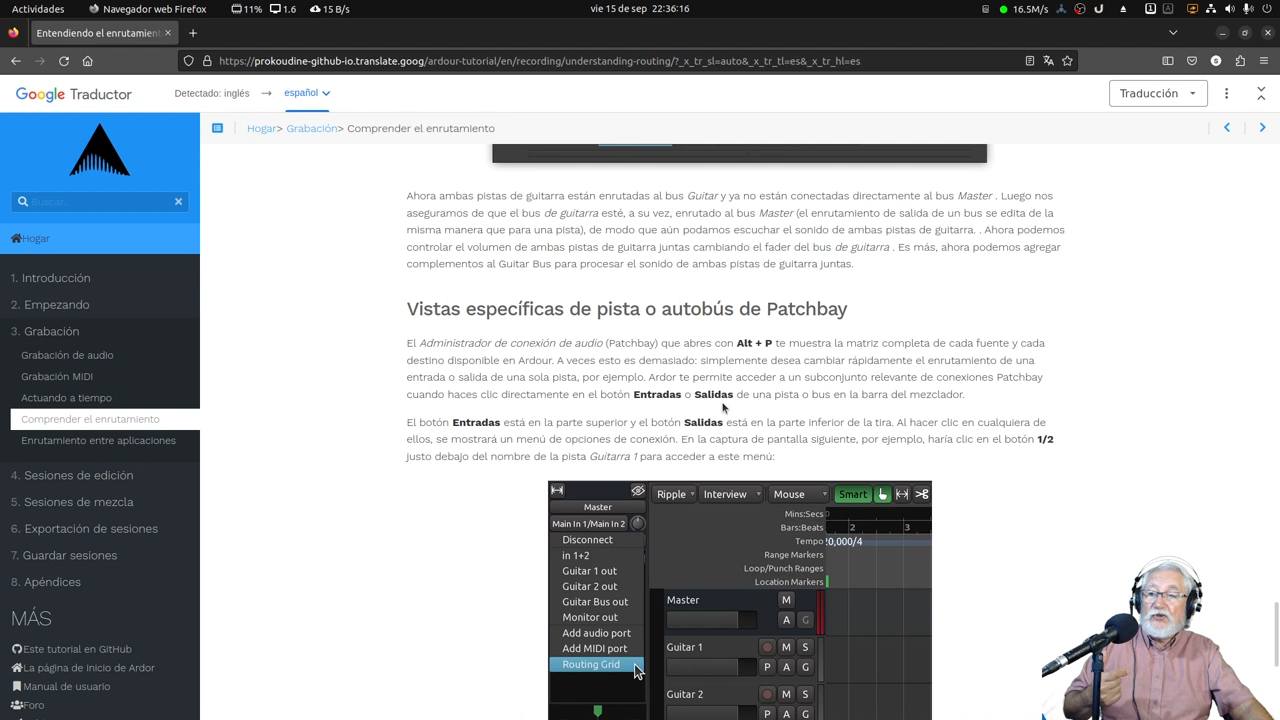 Actividades
Navegador web Firefox
11%
1.6
15 B/s
vie 15 de sep 22:36:16
16.5M/s
Entendiendo el enrutamient
https://prokoudine-github-io.translate.goog/ardour-tutorial/en/recording/understanding-routing/?_x_tr_sl=auto&_x_tr_tl=es&_x_tr_hl=es
Google Traductor
Detectado: inglés
español
Traducción
Hogar> Grabación> Comprender el enrutamiento
Buscar...
Hogar
1. Introducción
2. Empezando
3. Grabación
Grabación de audio
Grabación MIDI
Actuando a tiempo
Comprender el enrutamiento
Enrutamiento entre aplicaciones
4. Sesiones de edición
5. Sesiones de mezcla
6. Exportación de sesiones
7. Guardar sesiones
8. Apéndices
MÁS
Este tutorial en GitHub
La página de inicio de Ardor
Manual de usuario
Foro
Ahora ambas pistas de guitarra están enrutadas al bus Guitar y ya no están conectadas directamente al bus Master . Luego nos
aseguramos de que el bus de guitarra esté, a su vez, enrutado al bus Master (el enrutamiento de salida de un bus se edita de la
misma manera que para una pista), de modo que aún podamos escuchar el sonido de ambas pistas de guitarra. . Ahora podemos
controlar el volumen de ambas pistas de guitarra juntas cambiando el fader del bus de guitarra . Es más, ahora podemos agregar
complementos al Guitar Bus para procesar el sonido de ambas pistas de guitarra juntas.
Vistas específicas de pista o autobús de Patchbay
El Administrador de conexión de audio (Patchbay) que abres con Alt + P te muestra la matriz completa de cada fuente y cada
destino disponible en Ardour. A veces esto es demasiado: simplemente desea cambiar rápidamente el enrutamiento de una
entrada o salida de una sola pista, por ejemplo. Ardor te permite acceder a un subconjunto relevante de conexiones Patchbay
cuando haces clic directamente en el botón Entradas o Salidas de una pista o bus en la barra del mezclador.
El botón Entradas está en la parte superior y el botón Salidas está en la parte inferior de la tira. Al hacer clic en cualquiera de
ellos, se mostrará un menú de opciones de conexión. En la captura de pantalla siguiente, por ejemplo, haría clic en el botón 1/2
justo debajo del nombre de la pista Guitarra 1 para acceder a este menú:
Master
Main In 1/Main In 2
Disconnect
in 1+2
Guitar 1 out
Guitar 2 out
Guitar Bus out
Monitor out
Add audio port
Add MIDI port
Routing Grid
Ripple
Interview
Mouse
Smart
Mins:Secs
Bars:Beats
2
3
Tempo
0,000/4
Range Markers
Loop/Punch Ranges
Location Markers
Master
M
A
G
Guitar 1
M
S
P
A
G
Guitar 2
M
S
P
A
G